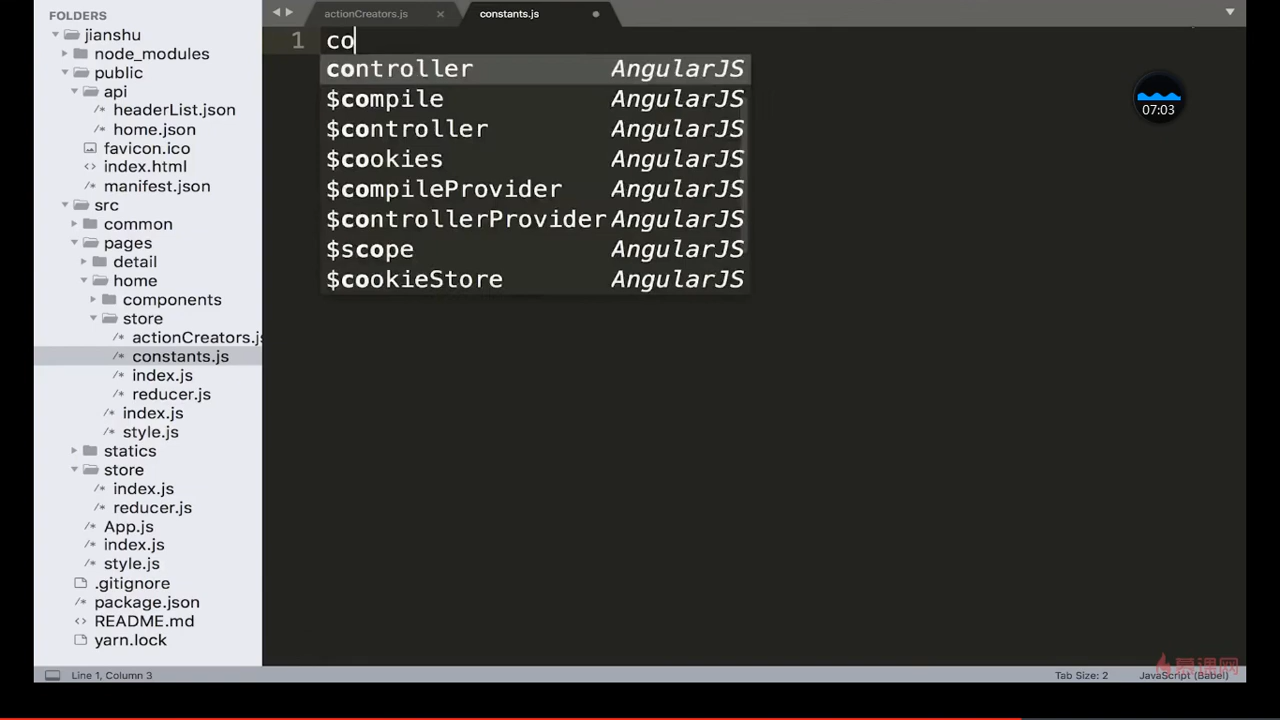 FOLDERS
jianshu
node_modules
public
api
headerList.json
home.json
favicon.ico
index.html
manifest.json
src
common
pages
detail
home
components
store
actionCreators.js
constants.js
index.js
reducer.js
index.js
style.js
statics
store
index.js
reducer.js
App.js
index.js
style.js
.gitignore
package.json
README.md
yarn.lock
actionCreators.js
constants.js
1 co
controller AngularJS
$compile AngularJS
$controller AngularJS
$cookies AngularJS
$compileProvider AngularJS
$controllerProvider AngularJS
$scope AngularJS
$cookieStore AngularJS
07:03
Line 1, Column 3
Tab Size: 2
JavaScript (Babel)
慕课网